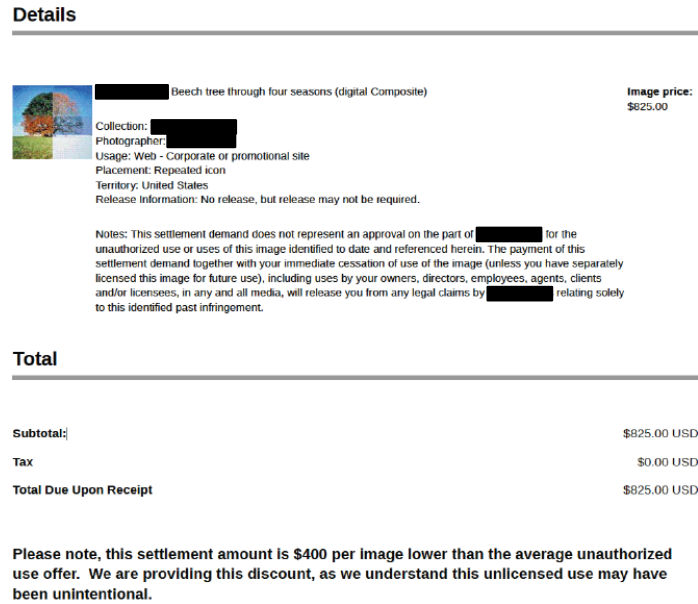 Details
Beech tree through four seasons (digital Composite)
Image price:
$825.00
Collection:
Photographer:
Usage: Web - Corporate or promotional site
Placement: Repeated icon
Territory: United States
Release Information: No release, but release may not be required.
Notes: This settlement demand does not represent an approval on the part of for the
unauthorized use or uses of this image identified to date and referenced herein. The payment of this
settlement demand together with your immediate cessation of use of the image (unless you have separately
licensed this image for future use), including uses by your owners, directors, employees, agents, clients
and/or licensees, in any and all media, will release you from any legal claims by relating solely
to this identified past infringement.
Total
Subtotal: $825.00 USD
Tax $0.00 USD
Total Due Upon Receipt $825.00 USD
Please note, this settlement amount is $400 per image lower than the average unauthorized
use offer. We are providing this discount, as we understand this unlicensed use may have
been unintentional.